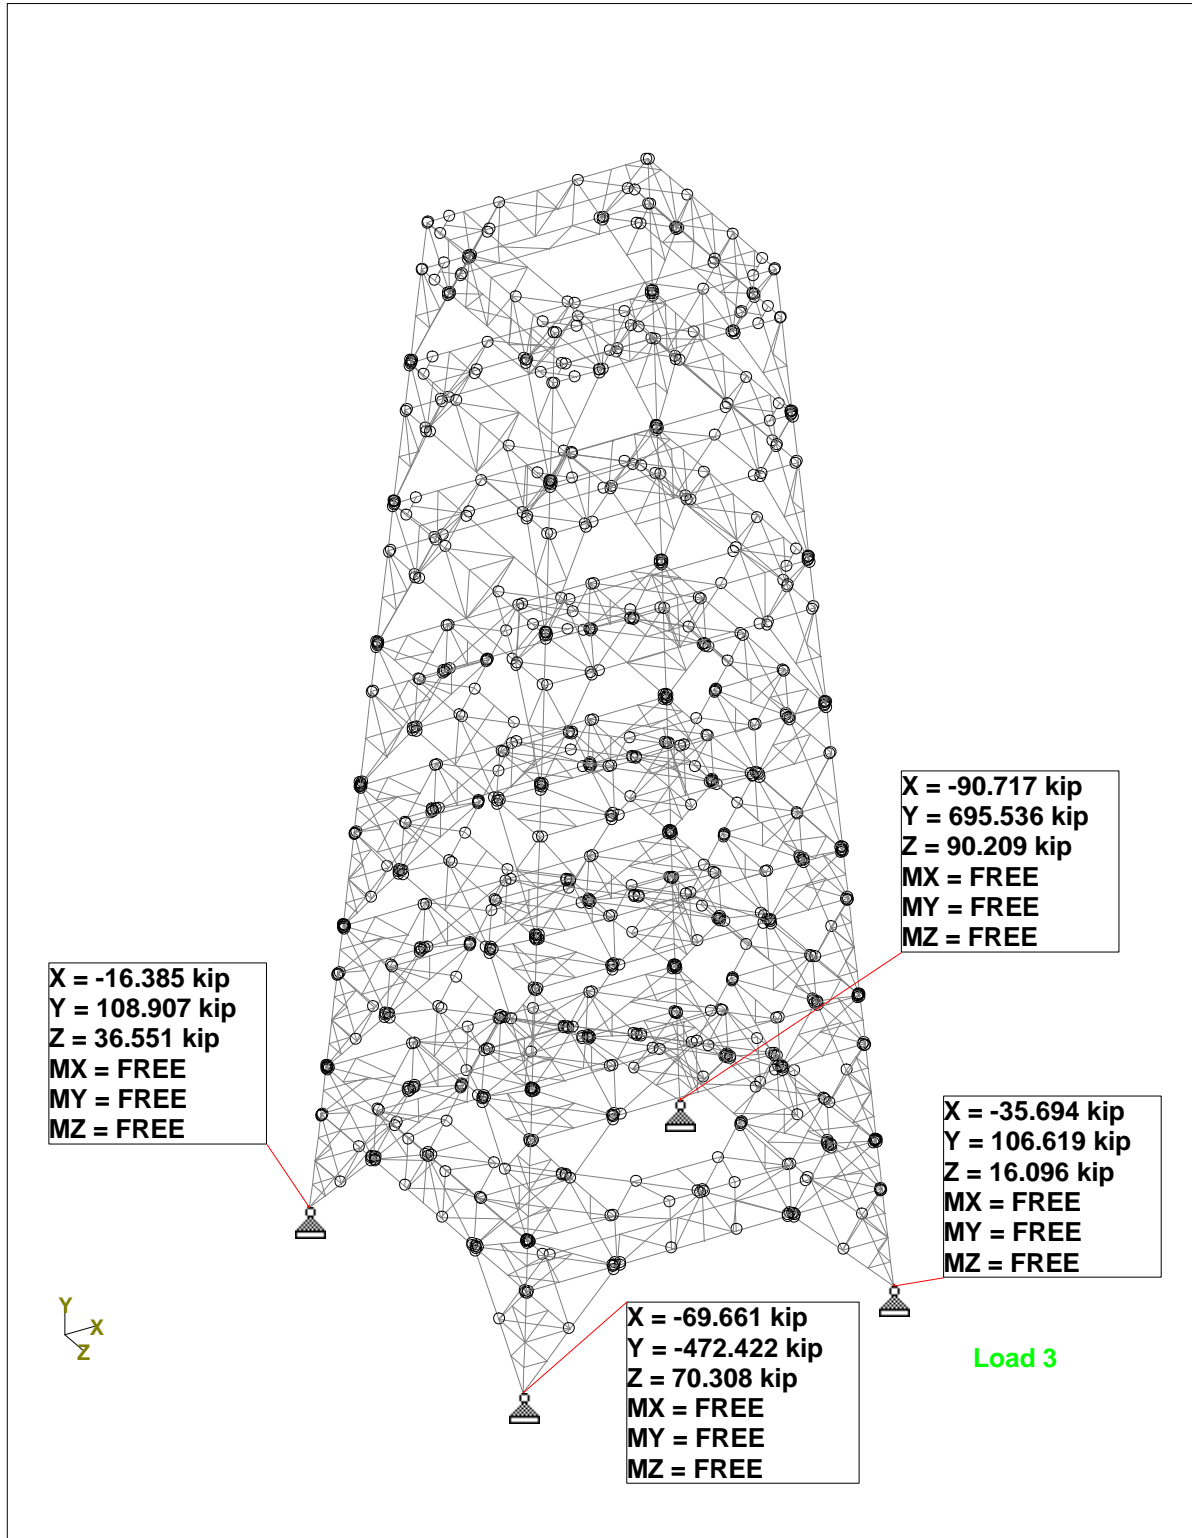 X = -90.717 kip
Y = 695.536 kip
Z = 90.209 kip
MX = FREE
MY = FREE
MZ = FREE
X = -16.385 kip
Y = 108.907 kip
Z = 36.551 kip
MX = FREE
MY = FREE
MZ = FREE
X = -35.694 kip
Y = 106.619 kip
Z = 16.096 kip
MX = FREE
MY = FREE
MZ = FREE
X = -69.661 kip
Y = -472.422 kip
Z = 70.308 kip
MX = FREE
MY = FREE
MZ = FREE
Y
X
Z
Load 3